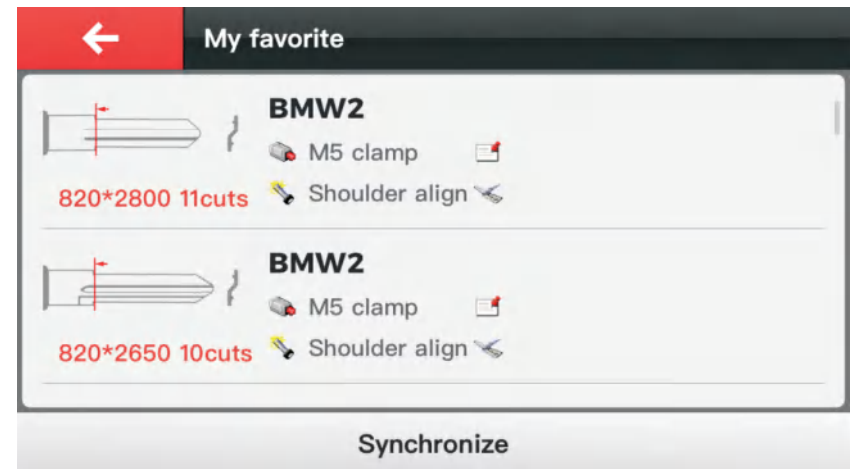 My favorite
BMW2
M5 clamp
820*2800 11cuts Shoulder align
BMW2
M5 clamp
820*2650 10cuts Shoulder align
Synchronize